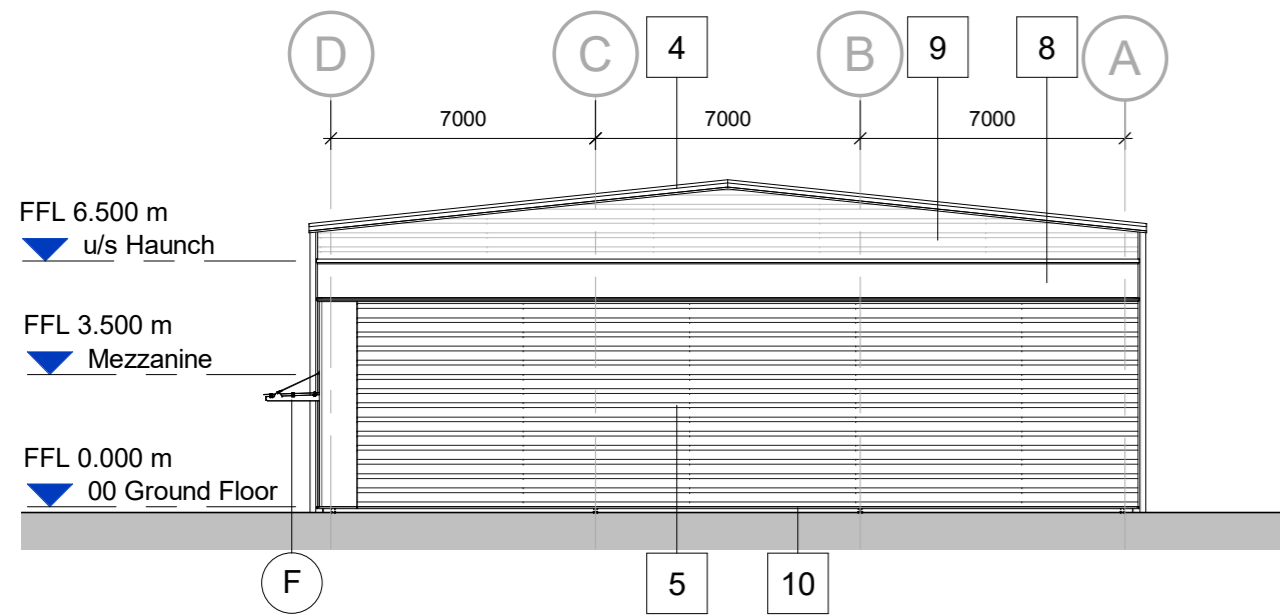 D
C
4
B
9
8
A
7000
7000
7000
FFL 6.500 m
u/s Haunch
FFL 3.500 m
Mezzanine
FFL 0.000 m
00 Ground Floor
F
5
10